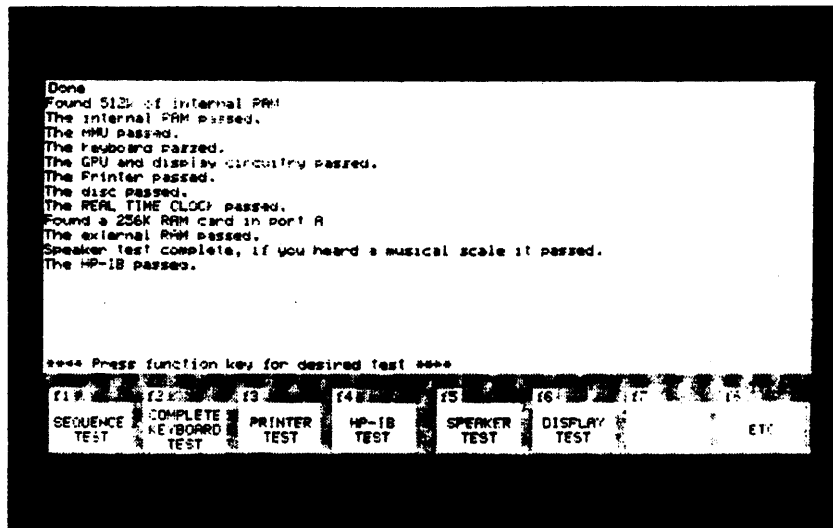 Done
Found 512K of internal RAM
The internal RAM passed.
The MMU passed.
The keyboard passed.
The GPU and display circuitry passed.
The Printer passed.
The disc passed.
The REAL TIME CLOCK passed.
Found a 256K RAM card in port A
The external RAM passed.
Speaker test complete, if you heard a musical scale it passed.
The HP-IB passed.
**** Press function key for desired test ****
f1 f2 f3 f4 f5 f6 f7 f8
SEQUENCE TEST
COMPLETE KEYBOARD TEST
PRINTER TEST
HP-IB TEST
SPEAKER TEST
DISPLAY TEST
ETC